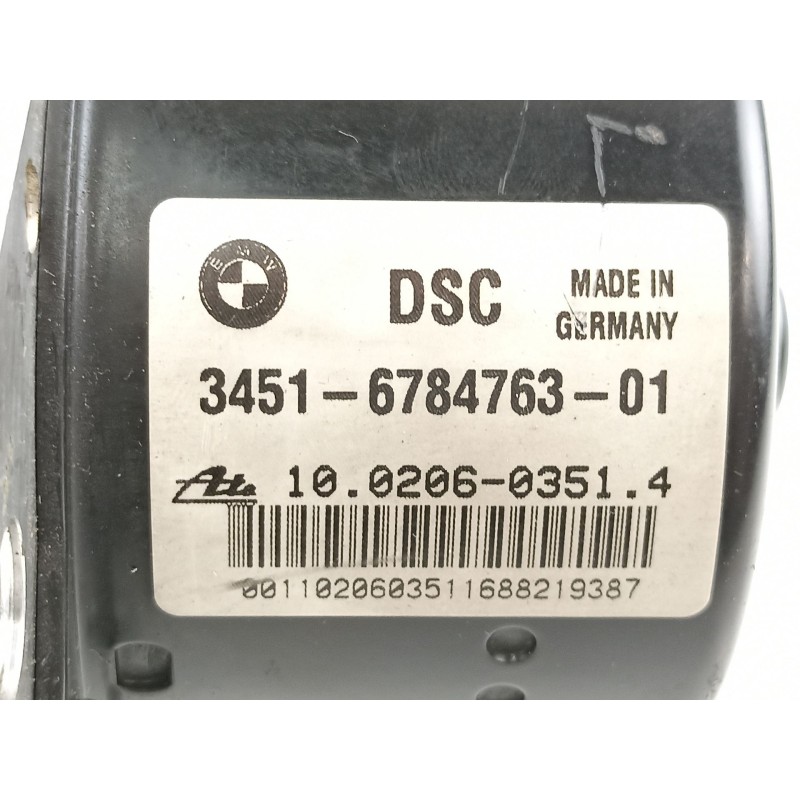 BMW
DSC
MADE IN
GERMANY
3451-6784763-01
Ate 10.0206-0351.4
0011020603511688219387